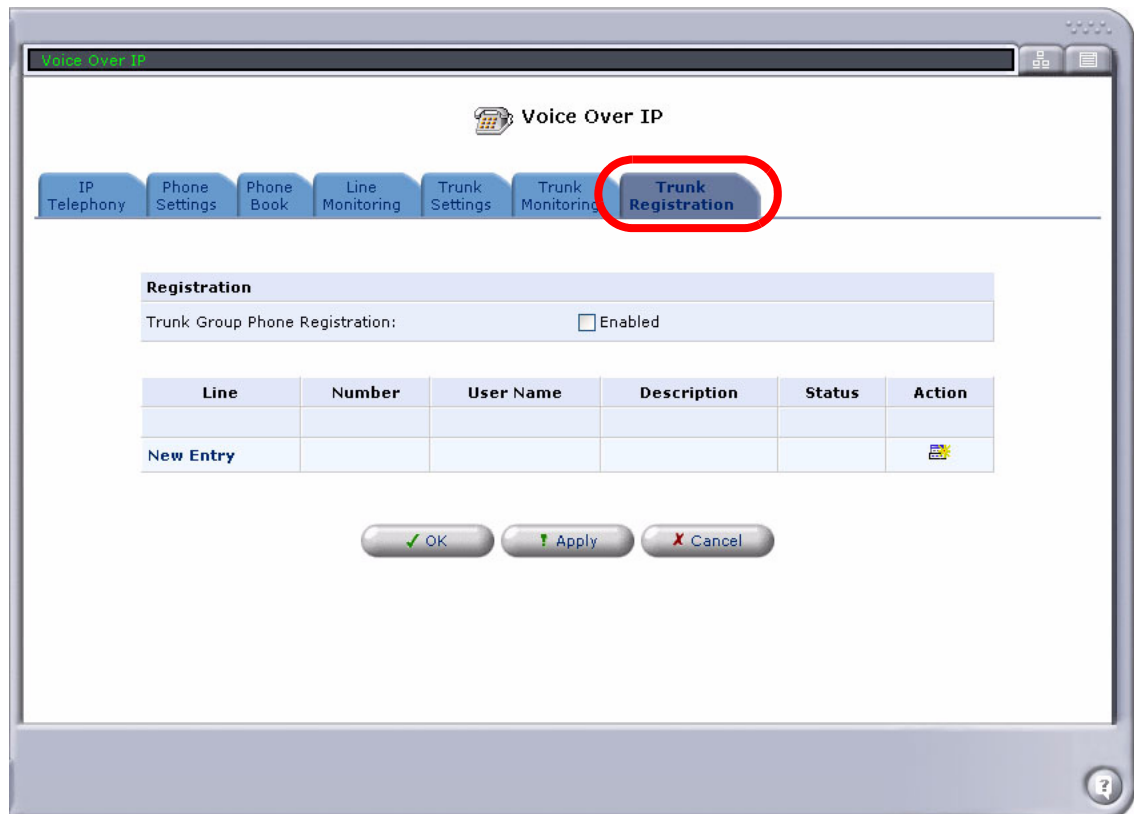 Voice Over IP
Voice Over IP
IP Telephony
Phone Settings
Phone Book
Line Monitoring
Trunk Settings
Trunk Monitoring
Trunk Registration
Registration
Trunk Group Phone Registration: Enabled
Line Number User Name Description Status Action
New Entry
OK Apply Cancel
?